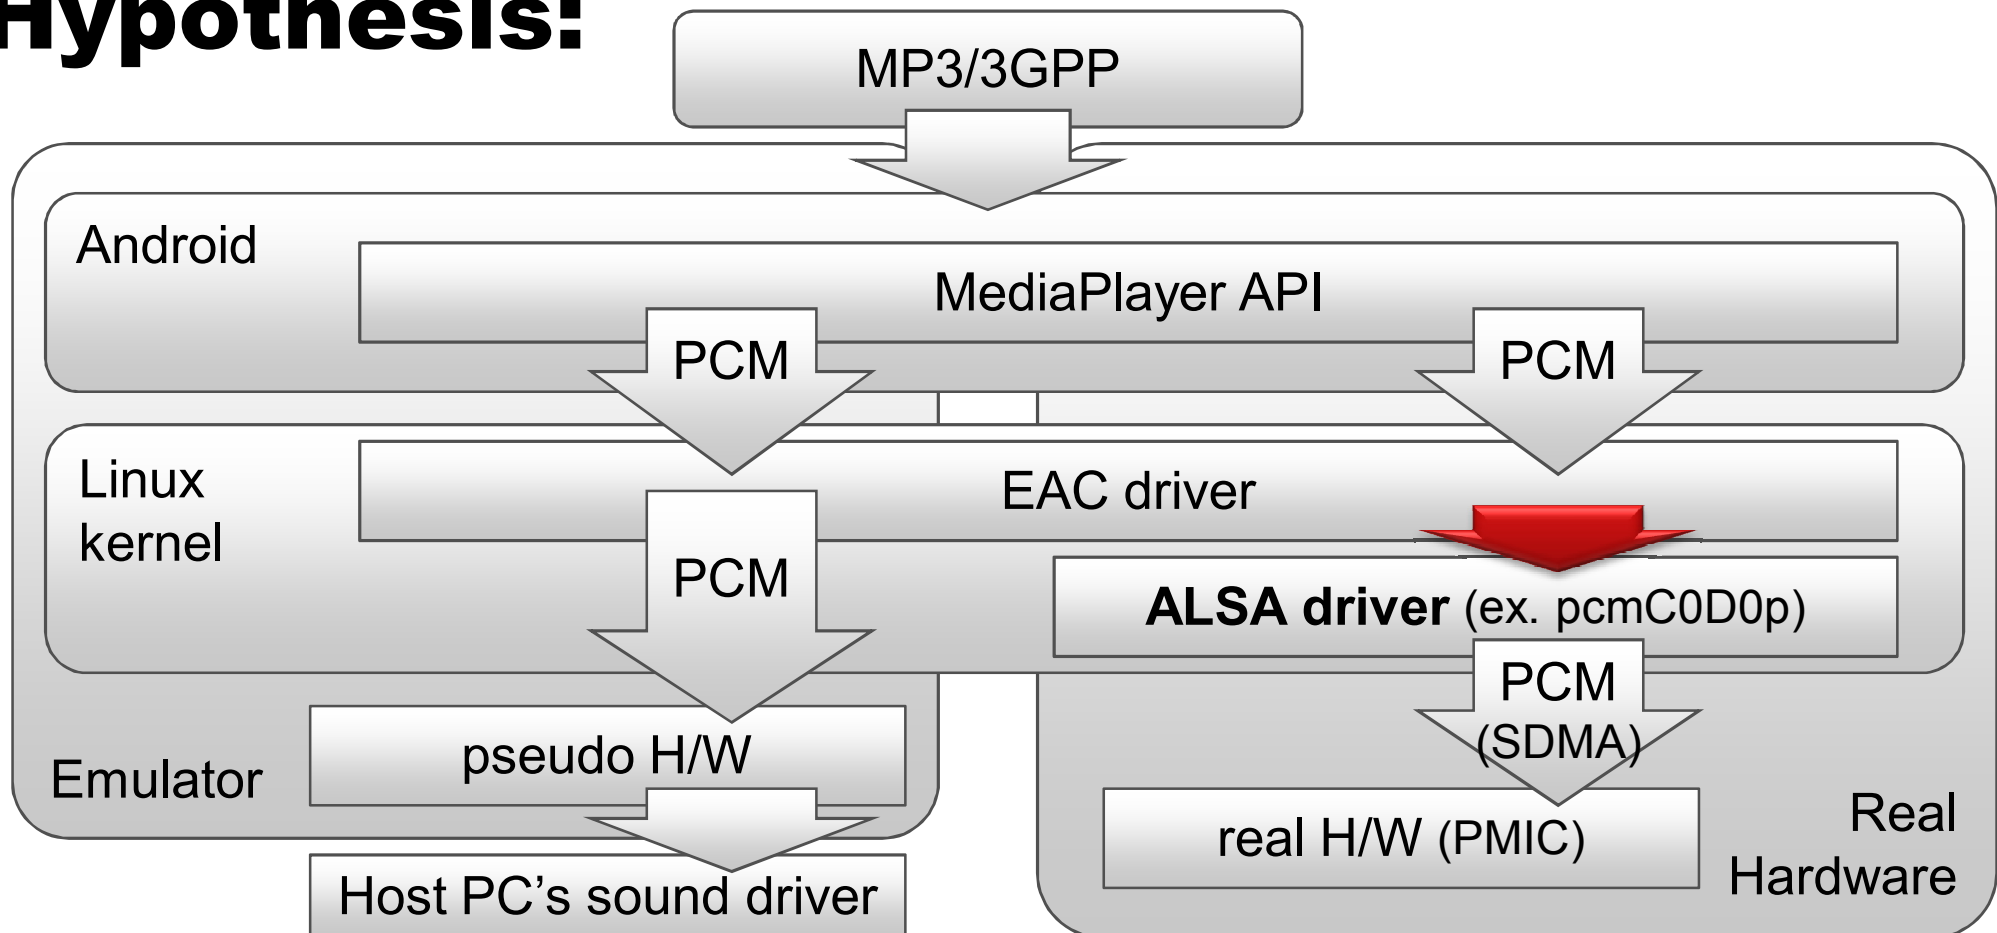 Hypothesis:
MP3/3GPP
Android
MediaPlayer API
PCM
PCM
Linux
kernel
EAC driver
PCM
ALSA driver (ex. pcmC0D0p)
PCM
(SDMA)
pseudo H/W
Emulator
real H/W (PMIC)
Real
Hardware
Host PC’s sound driver